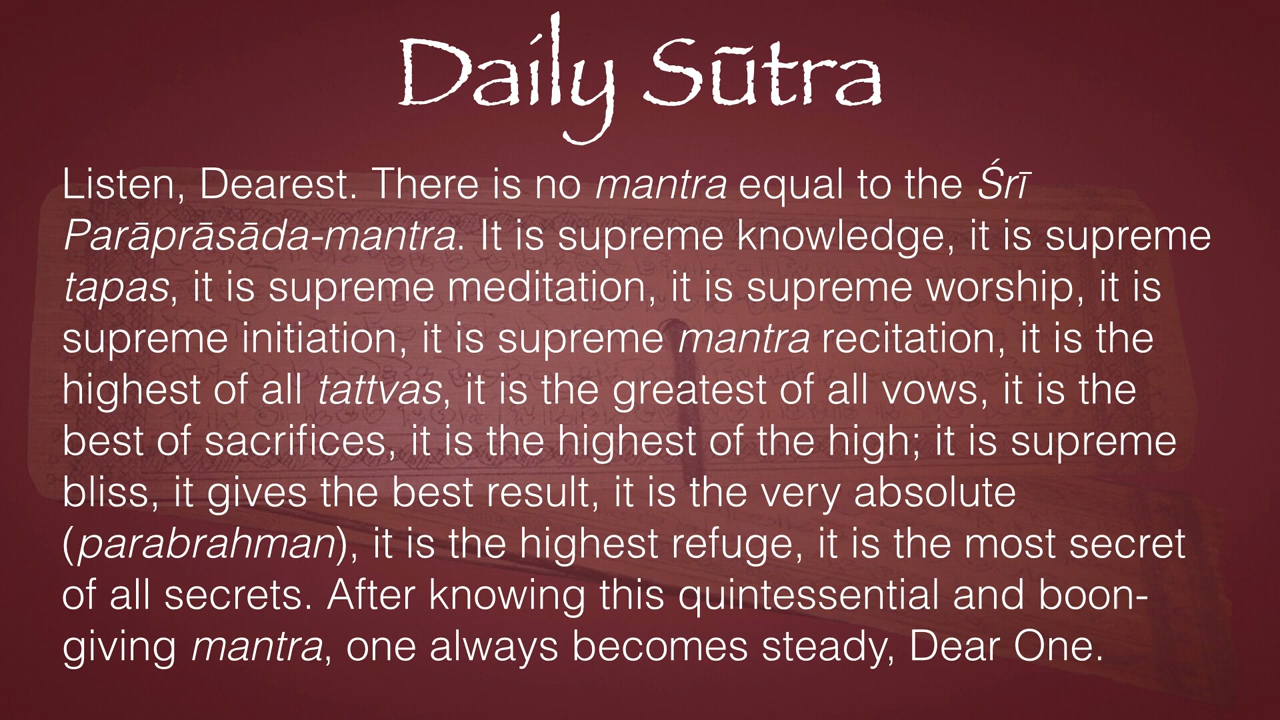 Daily Sūtra
Listen, Dearest. There is no mantra equal to the Śrī
Parāprāsāda-mantra. It is supreme knowledge, it is supreme
tapas, it is supreme meditation, it is supreme worship, it is
supreme initiation, it is supreme mantra recitation, it is the
highest of all tattvas, it is the greatest of all vows, it is the
best of sacrifices, it is the highest of the high; it is supreme
bliss, it gives the best result, it is the very absolute
(parabrahman), it is the highest refuge, it is the most secret
of all secrets. After knowing this quintessential and boon-
giving mantra, one always becomes steady, Dear One.